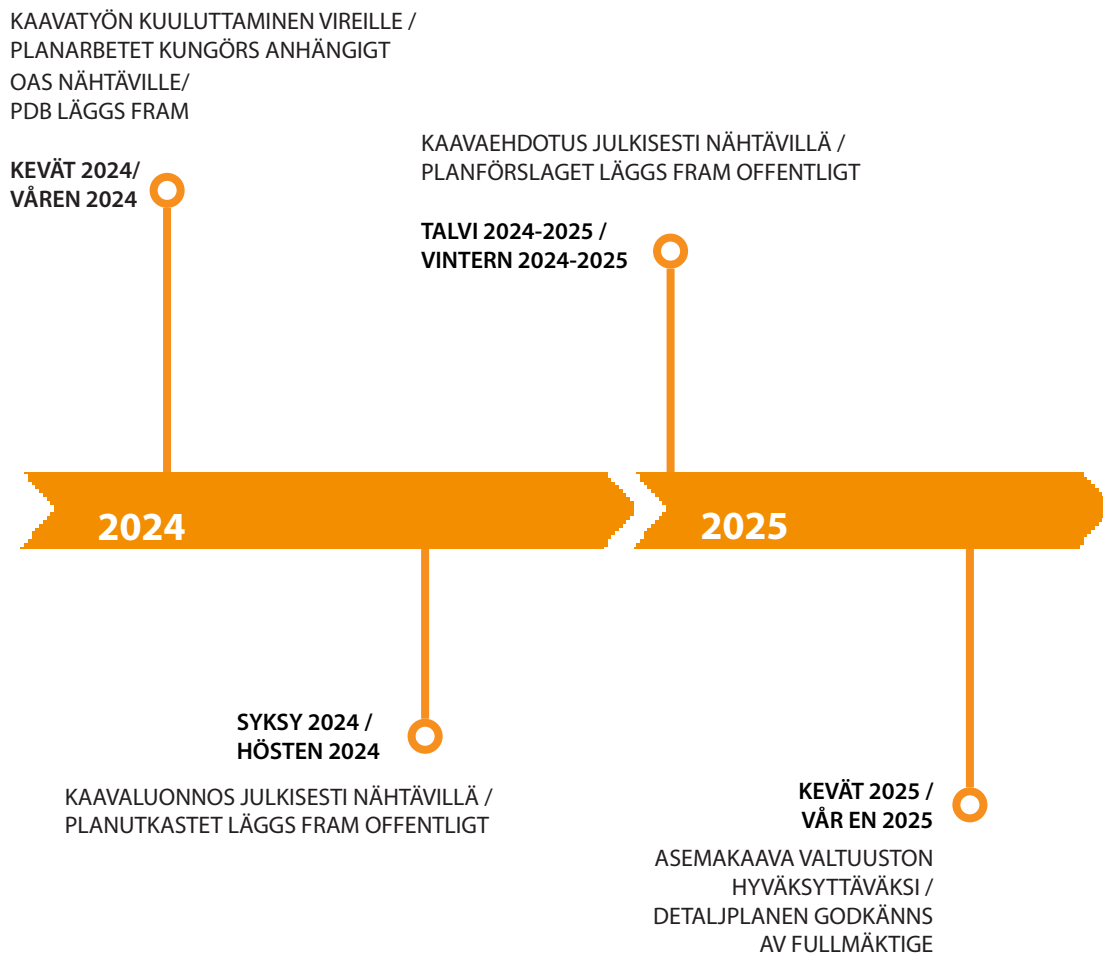 KAAVATYÖN KUULUTTAMINEN VIREILLE /
PLANARBETET KUNGÖRS ANHÄNGIGT
OAS NÄHTÄVILLE/
PDB LÄGGS FRAM
KEVÄT 2024/
VÅREN 2024
KAAVAEHDOTUS JULKISESTI NÄHTÄVILLÄ /
PLANFÖRSLAGET LÄGGS FRAM OFFENTLIGT
TALVI 2024-2025 /
VINTERN 2024-2025
2024
2025
SYKSY 2024 /
HÖSTEN 2024
KAAVALUONNOS JULKISESTI NÄHTÄVILLÄ /
PLANUTKASTET LÄGGS FRAM OFFENTLIGT
KEVÄT 2025 /
VÅR EN 2025
ASEMAKAAVA VALTUUSTON
HYVÄKSYTTÄVÄKSI /
DETALJPLANEN GODKÄNNS
AV FULLMÄKTIGE